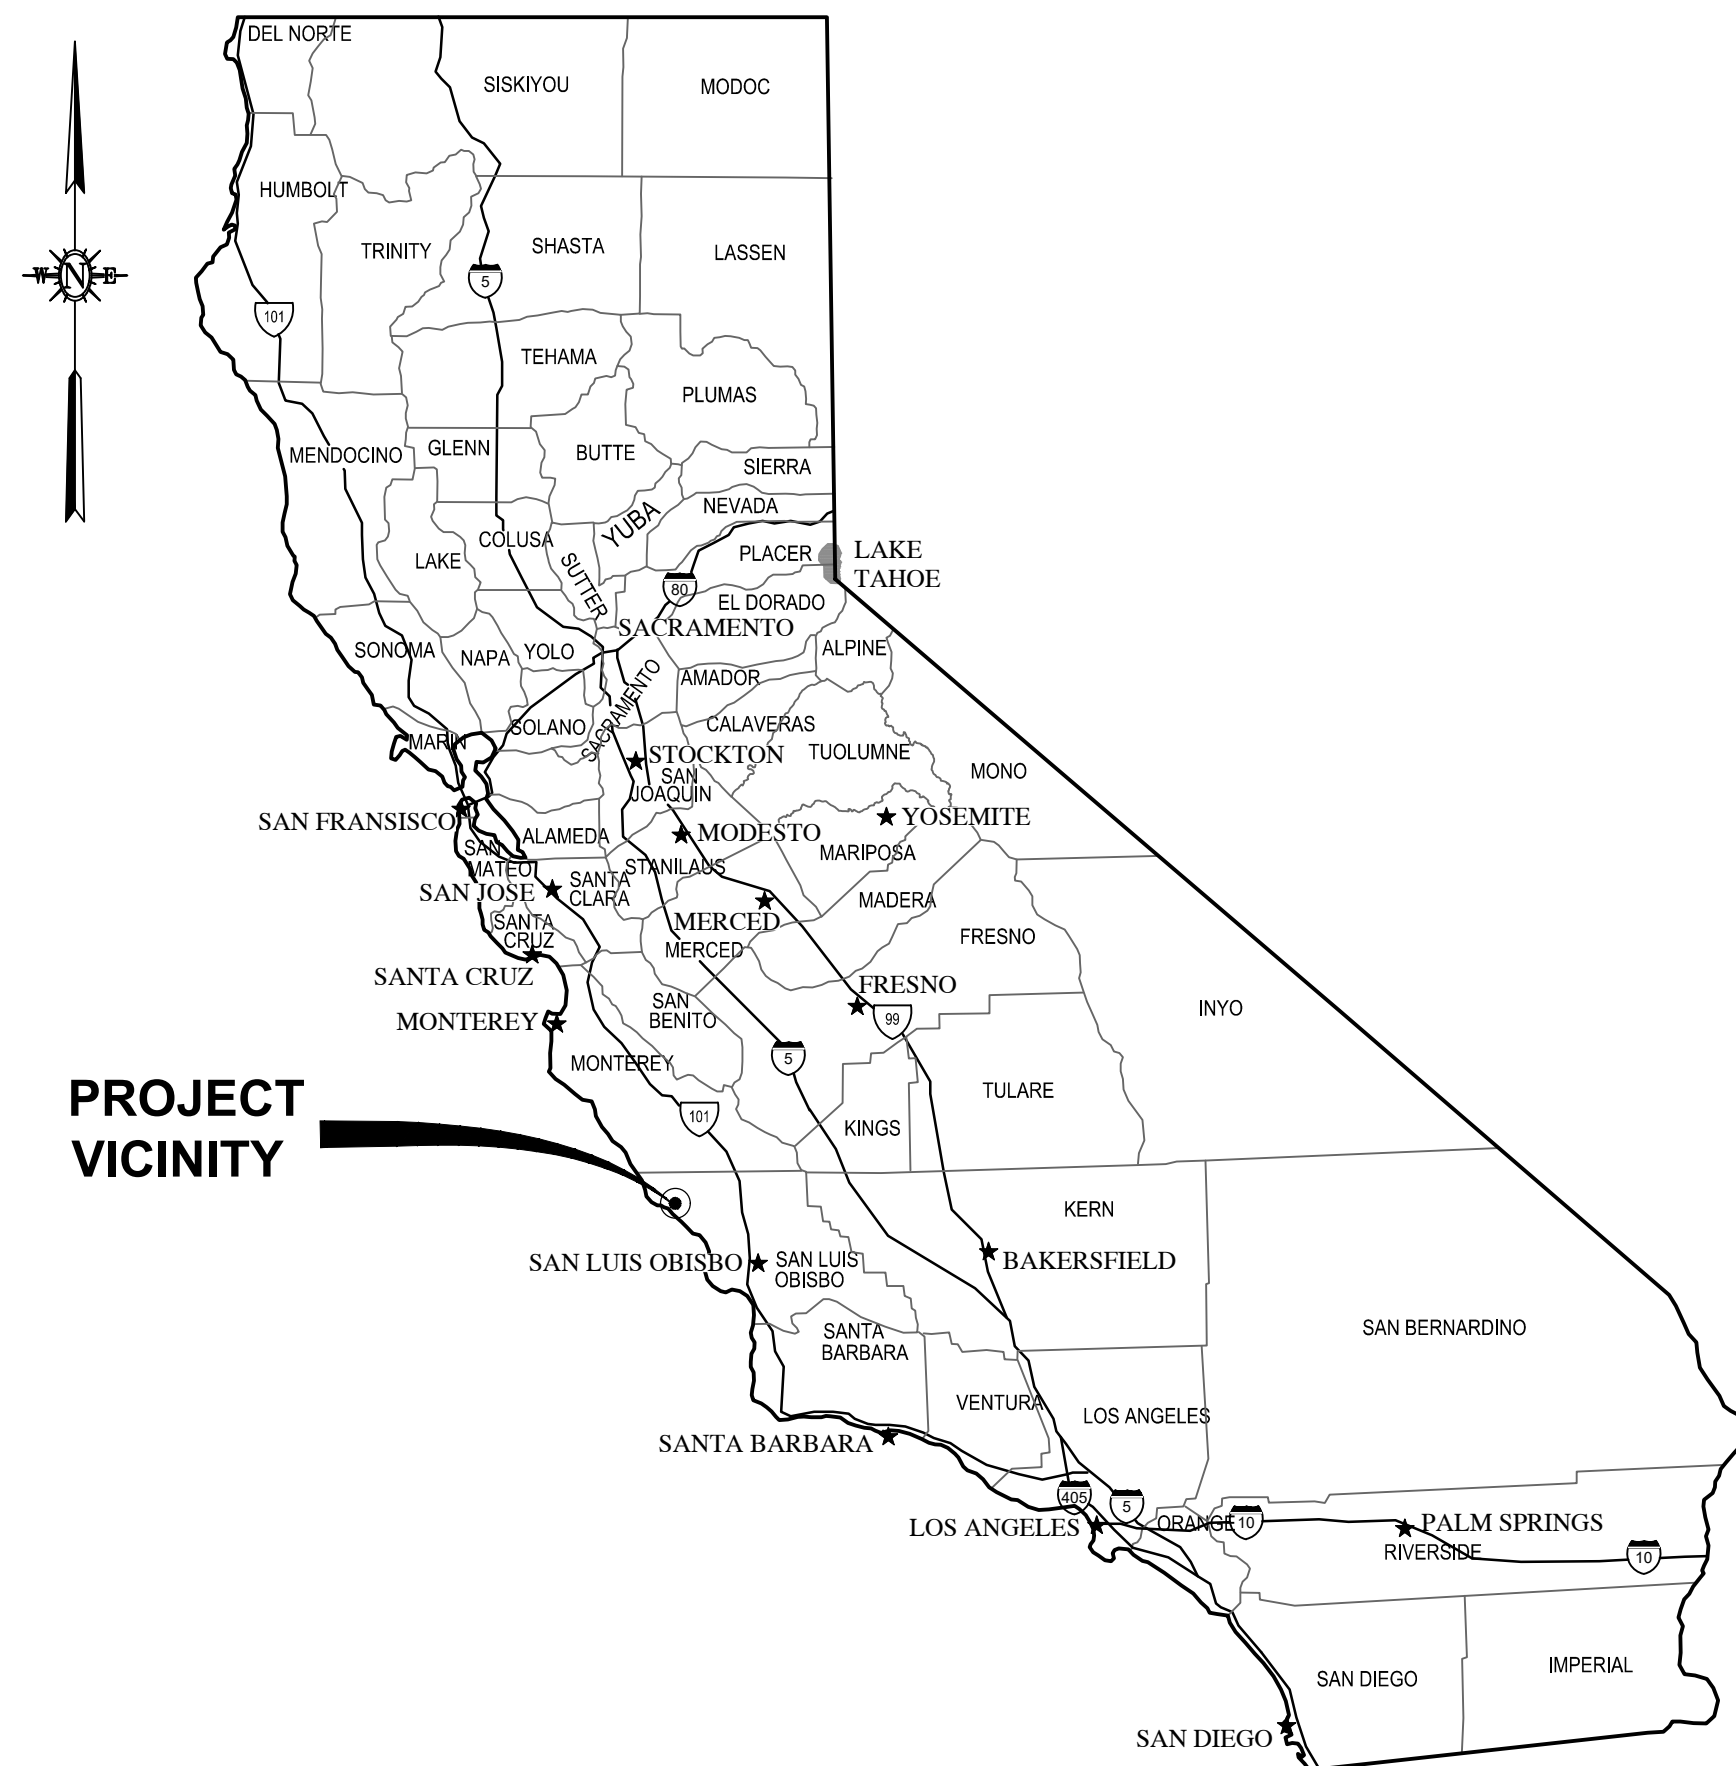 DEL NORTE
SISKIYOU
MODOC
HUMBOLT
TRINITY
SHASTA
LASSEN
W N E
5
101
TEHAMA
PLUMAS
MENDOCINO
GLENN
BUTTE
SIERRA
NEVADA
YUBA
COLUSA
LAKE
SUTTER
PLACER
LAKE
TAHOE
80
EL DORADO
SACRAMENTO
SONOMA
NAPA
YOLO
ALPINE
AMADOR
SACRAMENTO
SOLANO
CALAVERAS
MARIN
STOCKTON
TUOLUMNE
MONO
SAN
JOAQUIN
SAN FRANSISCO
YOSEMITE
ALAMEDA
MODESTO
SAN
MATEO
MARIPOSA
STANILAUS
SAN JOSE
SANTA
CLARA
MADERA
MERCED
SANTA
CRUZ
MERCED
FRESNO
SANTA CRUZ
FRESNO
MONTEREY
SAN
BENITO
99
INYO
MONTEREY
5
PROJECT
VICINITY
101
TULARE
KINGS
KERN
SAN LUIS OBISBO
SAN LUIS
OBISBO
BAKERSFIELD
SANTA
BARBARA
SAN BERNARDINO
VENTURA
LOS ANGELES
SANTA BARBARA
405
5
LOS ANGELES
ORANGE
10
PALM SPRINGS
RIVERSIDE
10
SAN DIEGO
IMPERIAL
SAN DIEGO